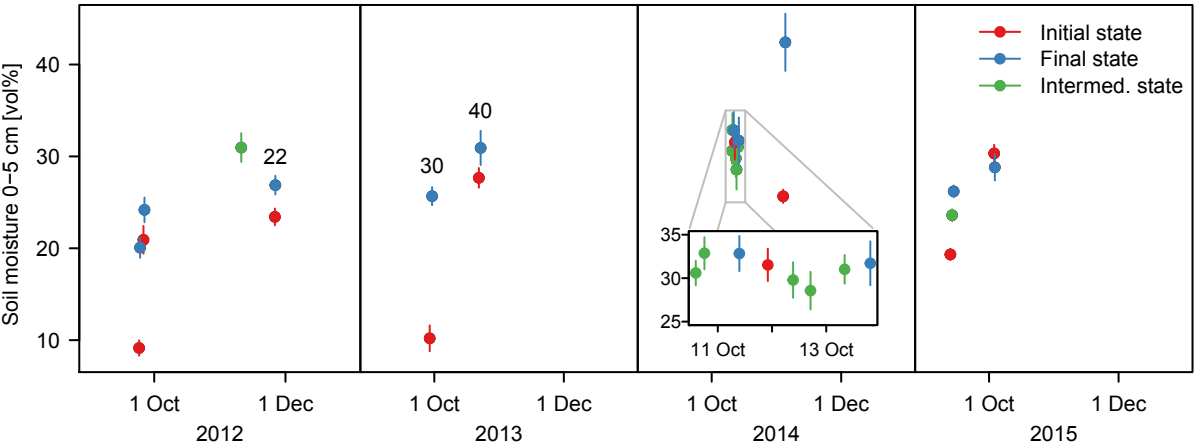 Soil moisture 0−5 cm [vol%]
40
30
20
10
22
30
40
Initial state
Final state
Intermed. state
35
30
25
11 Oct 13 Oct
1 Oct 1 Dec 1 Oct 1 Dec 1 Oct 1 Dec 1 Oct 1 Dec
2012 2013 2014 2015